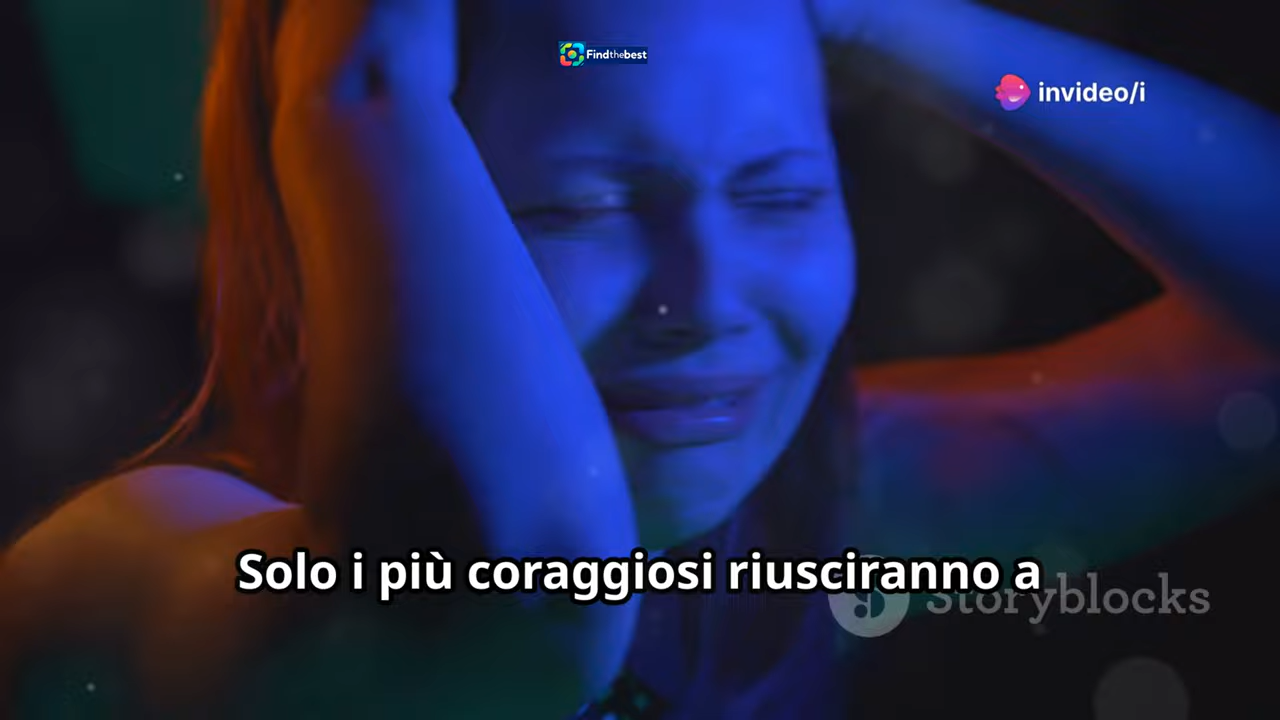 Findthebest
invideo/i
Solo i più coraggiosi riusciranno a
Storyblocks